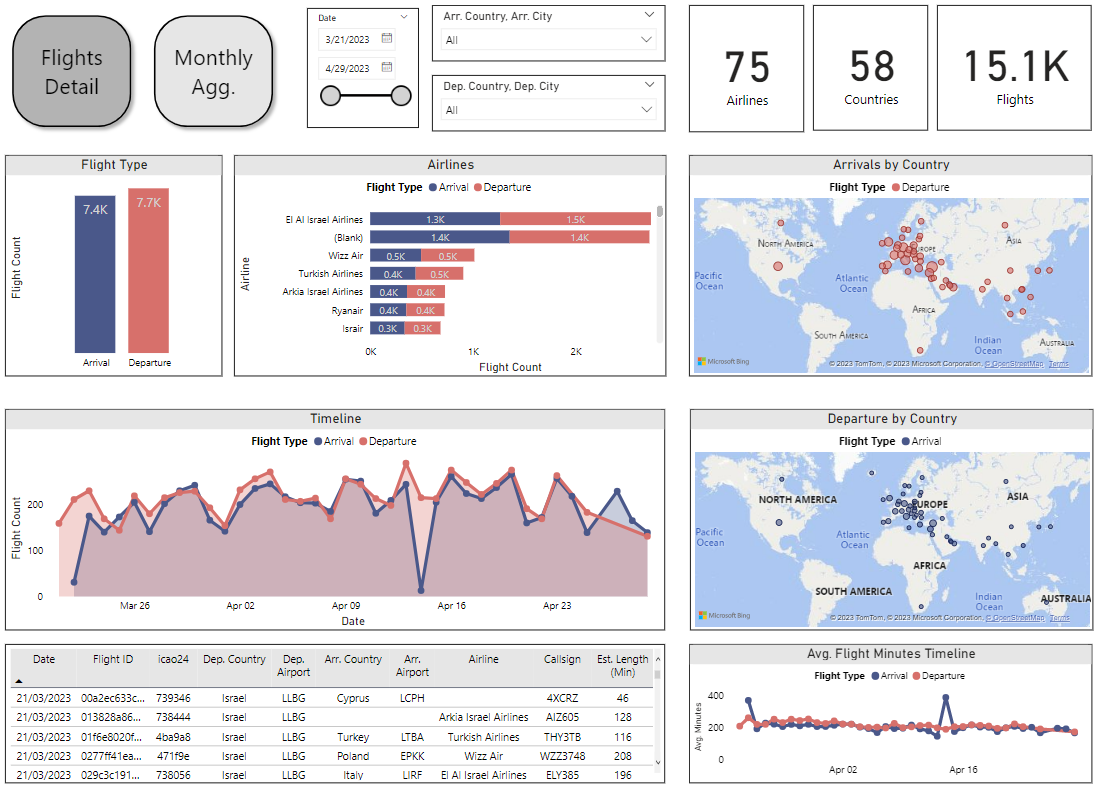 Flights
Detail
Monthly
Agg.
Date
3/21/2023
4/29/2023
Arr. Country, Arr. City
All
Dep. Country, Dep. City
All
75
Airlines
58
Countries
15.1K
Flights
Flight Type
Flight Count
7.4K
7.7K
Arrival
Departure
Airlines
Flight Type Arrival Departure
Airline
El Al Israel Airlines 1.3K 1.5K
(Blank) 1.4K 1.4K
Wizz Air 0.5K 0.5K
Turkish Airlines 0.4K 0.5K
Arkia Israel Airlines 0.4K 0.4K
Ryanair 0.4K 0.4K
Israir 0.3K 0.3K
0K 1K 2K
Flight Count
Arrivals by Country
Flight Type Departure
NORTH AMERICA
EUROPE
ASIA
Pacific
Ocean
Atlantic
Ocean
AFRICA
SOUTH AMERICA
Indian
Ocean
AUSTRALIA
Microsoft Bing
© 2023 TomTom, © 2023 Microsoft Corporation, © OpenStreetMap Terms
Timeline
Flight Type Arrival Departure
Flight Count
200
100
0
Mar 26 Apr 02 Apr 09 Apr 16 Apr 23
Date
Departure by Country
Flight Type Arrival
NORTH AMERICA
EUROPE
ASIA
Pacific
Ocean
Atlantic
Ocean
AFRICA
SOUTH AMERICA
Indian
Ocean
AUSTRALIA
Microsoft Bing
© 2023 TomTom, © 2023 Microsoft Corporation, © OpenStreetMap Terms
Date Flight ID icao24 Dep. Country Dep. Airport Arr. Country Arr. Airport Airline Callsign Est. Length (Min)
21/03/2023 00a2ec633c... 739346 Israel LLBG Cyprus LCPH 4XCRZ 46
21/03/2023 013828a86... 738444 Israel LLBG Arkia Israel Airlines AIZ605 128
21/03/2023 01f6e8020f... 4ba9a8 Israel LLBG Turkey LTBA Turkish Airlines THY3TB 116
21/03/2023 0277ff41ea... 471f9e Israel LLBG Poland EPKK Wizz Air WZZ3748 208
21/03/2023 029c3c191... 738056 Israel LLBG Italy LIRF El Al Israel Airlines ELY385 196
Avg. Flight Minutes Timeline
Flight Type Arrival Departure
Avg. Minutes
400
200
0
Apr 02 Apr 16